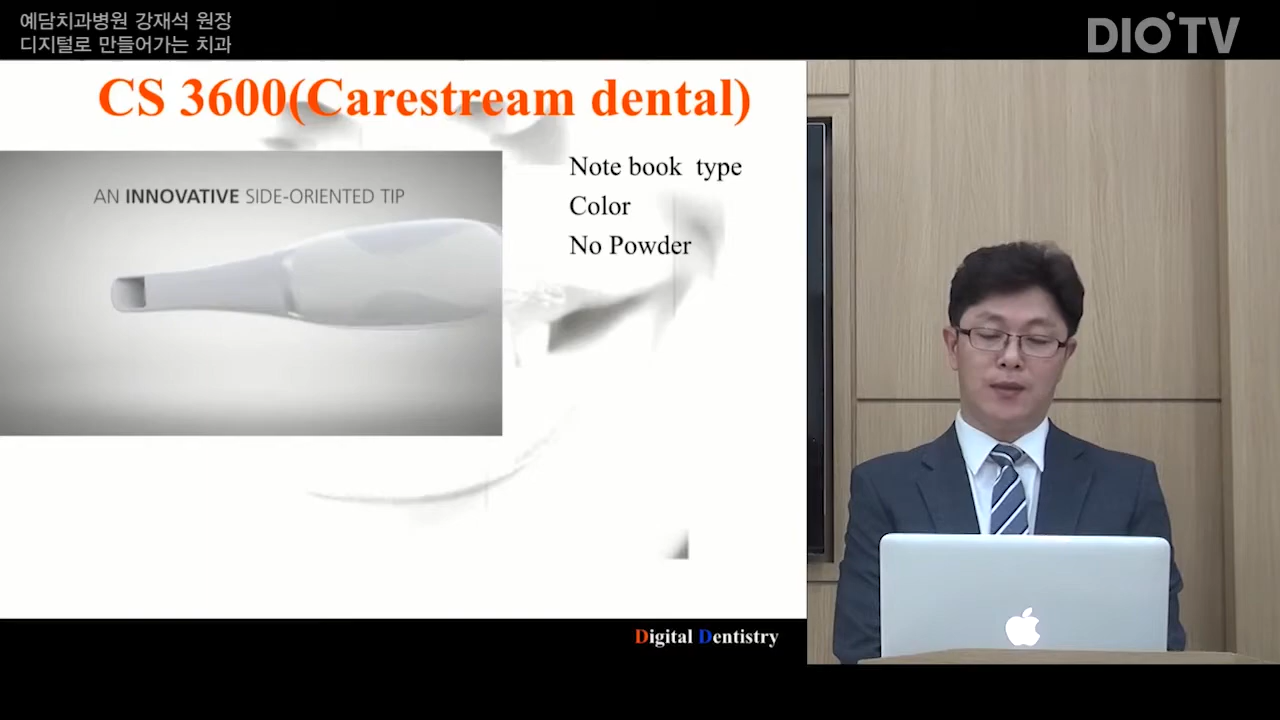 예담치과병원 강재석 원장
디지털로 만들어가는 치과
DIO TV
CS 3600(Carestream dental)
AN INNOVATIVE SIDE-ORIENTED TIP
Note book type
Color
No Powder
Digital Dentistry